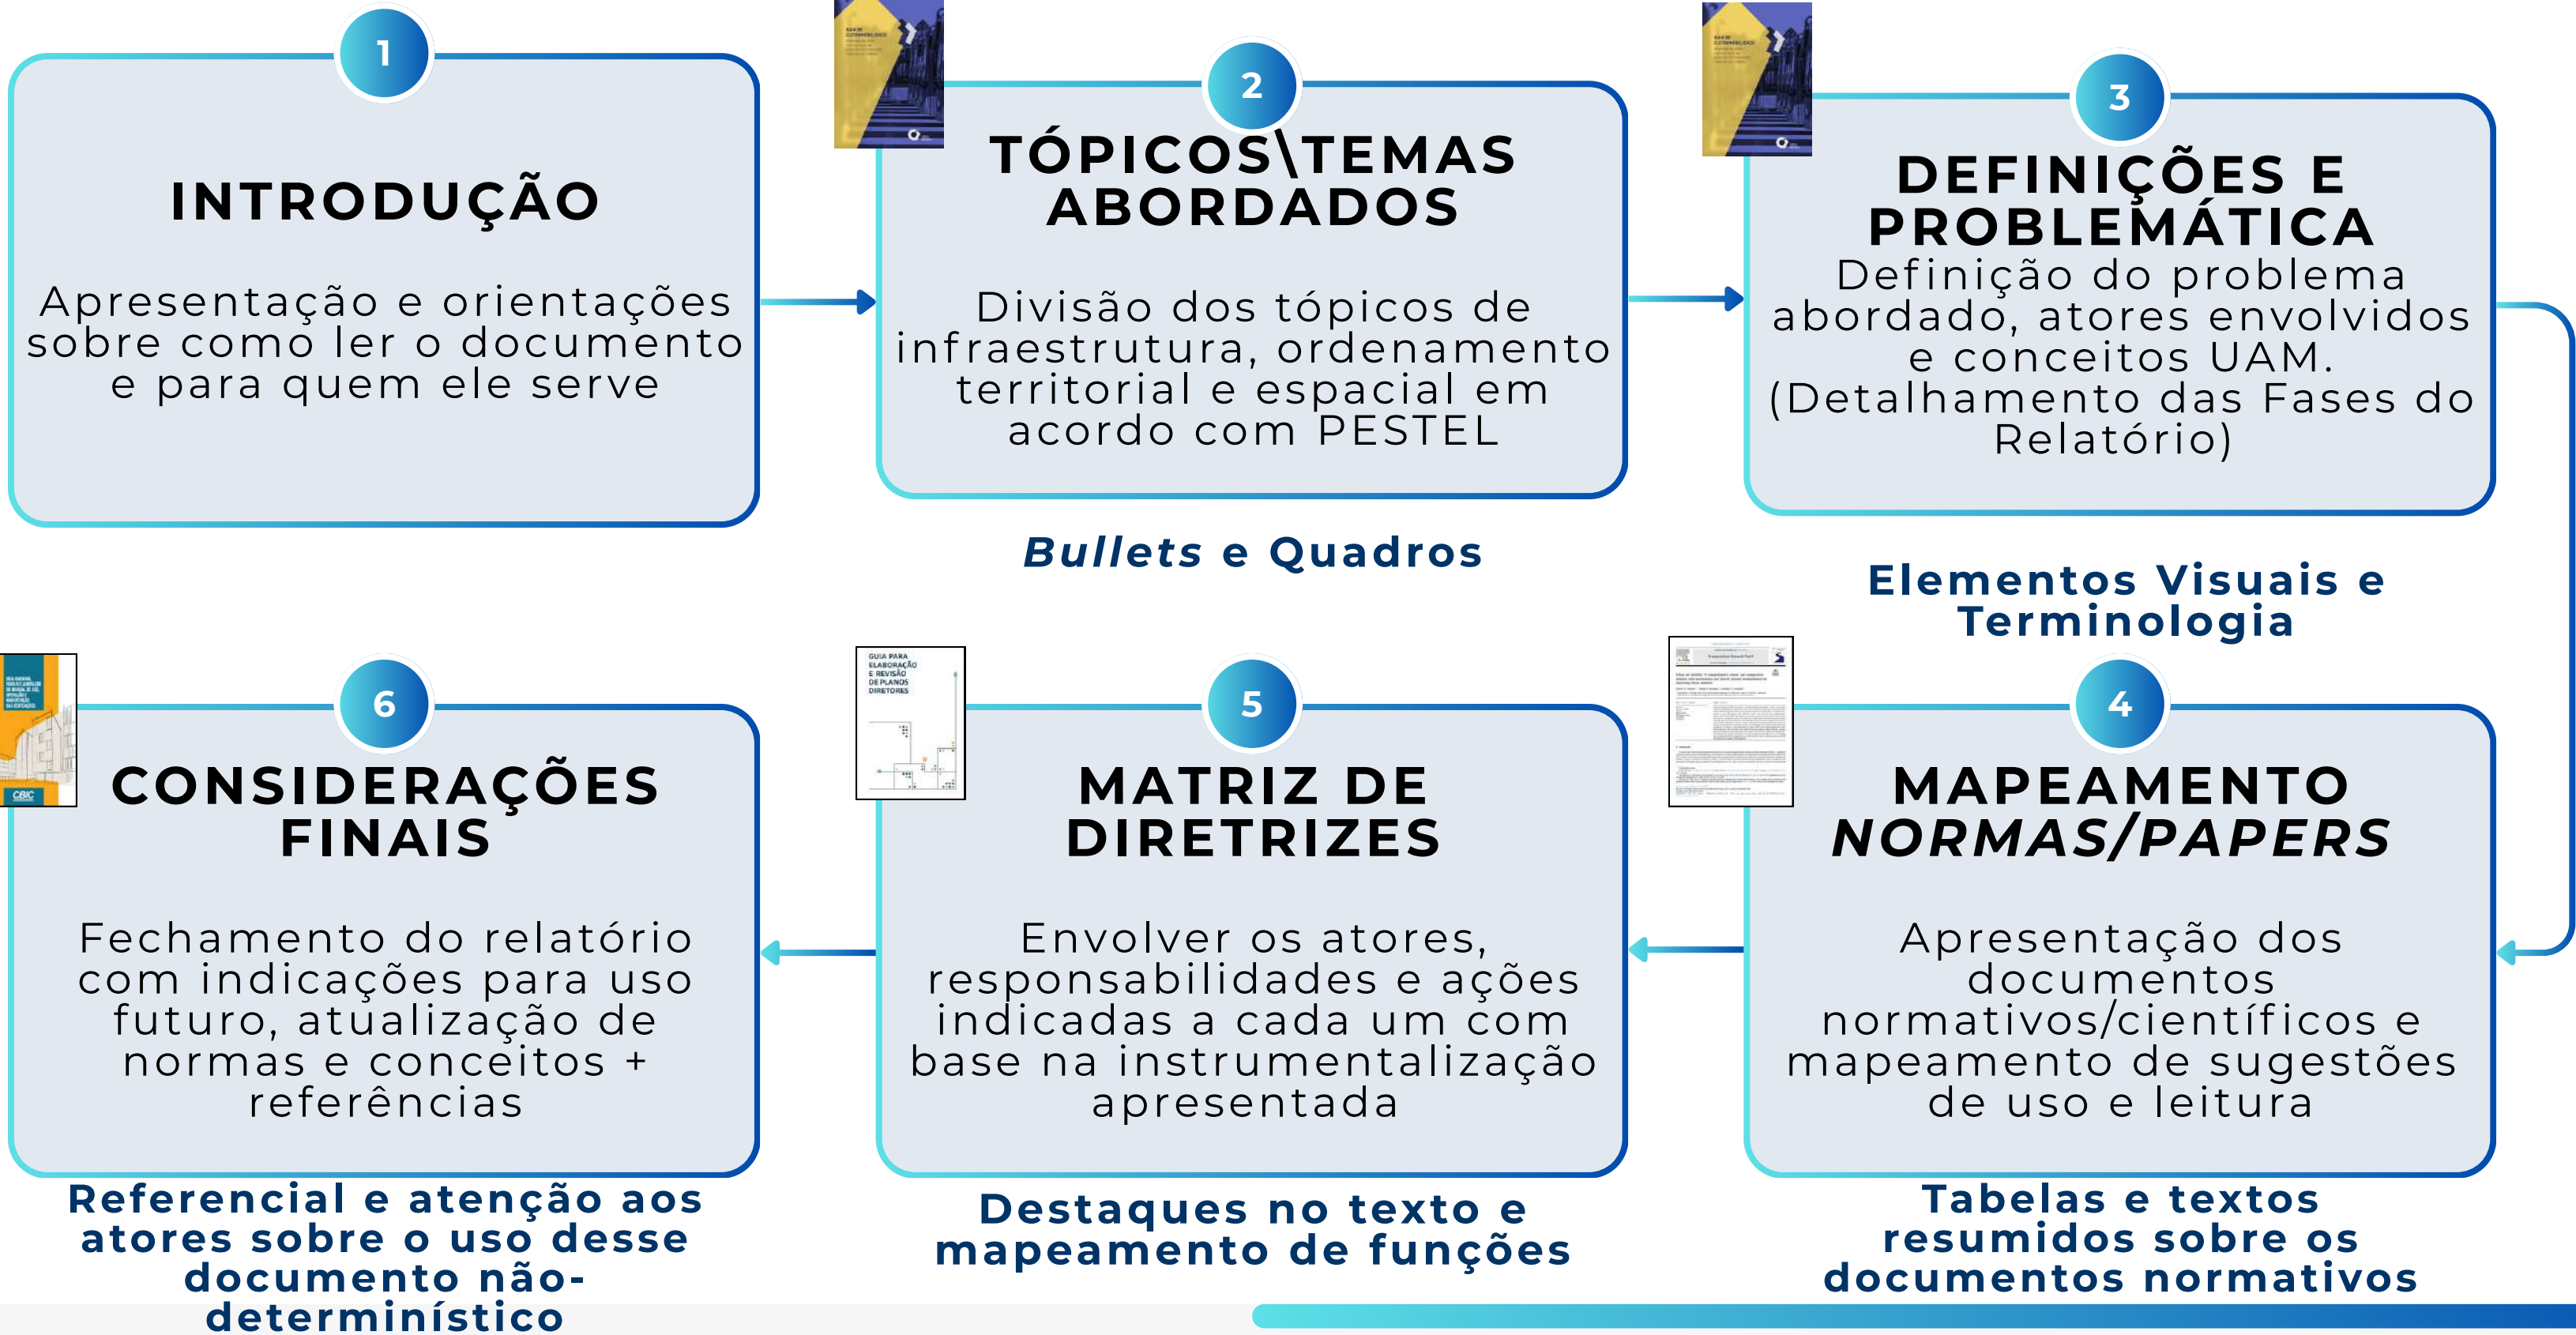 1
INTRODUÇÃO
Apresentação e orientações
sobre como ler o documento
e para quem ele serve
2
TÓPICOS\TEMAS
ABORDADOS
Divisão dos tópicos de
infraestrutura, ordenamento
territorial e espacial em
acordo com PESTEL
Bullets e Quadros
3
DEFINIÇÕES E
PROBLEMÁTICA
Definição do problema
abordado, atores envolvidos
e conceitos UAM.
(Detalhamento das Fases do
Relatório)
Elementos Visuais e
Terminologia
4
MAPEAMENTO
NORMAS/PAPERS
Apresentação dos
documentos
normativos/científicos e
mapeamento de sugestões
de uso e leitura
Tabelas e textos
resumidos sobre os
documentos normativos
GUIA PARA
ELABORAÇÃO
E REVISÃO
DE PLANOS
DIRETORES
5
MATRIZ DE
DIRETRIZES
Envolver os atores,
responsabilidades e ações
indicadas a cada um com
base na instrumentalização
apresentada
Destaques no texto e
mapeamento de funções
CBIC
6
CONSIDERAÇÕES
FINAIS
Fechamento do relatório
com indicações para uso
futuro, atualização de
normas e conceitos +
referências
Referencial e atenção aos
atores sobre o uso desse
documento não-
determinístico